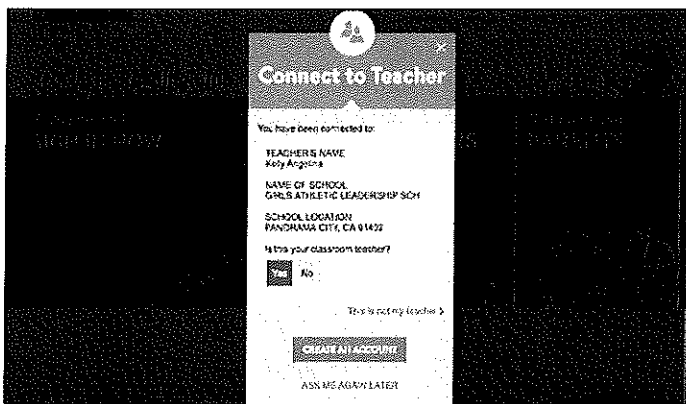 ×
Connect to Teacher
You have been connected to:
TEACHER'S NAME
NAME OF SCHOOL
GIRLS ATHLETIC LEADERSHIP SCH
SCHOOL LOCATION
PANORAMA CITY, CA 91402
Is this your classroom teacher?
Yes No
This is not my teacher >
CREATE AN ACCOUNT
ASK ME AGAIN LATER